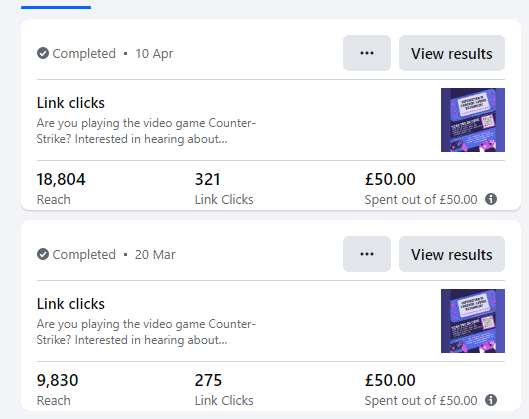 Completed • 10 Apr
...
View results
Link clicks
Are you playing the video game Counter-
Strike? Interested in hearing about...
18,804 321 £50.00
Reach Link Clicks Spent out of £50.00
Completed • 20 Mar
...
View results
Link clicks
Are you playing the video game Counter-
Strike? Interested in hearing about...
9,830 275 £50.00
Reach Link Clicks Spent out of £50.00